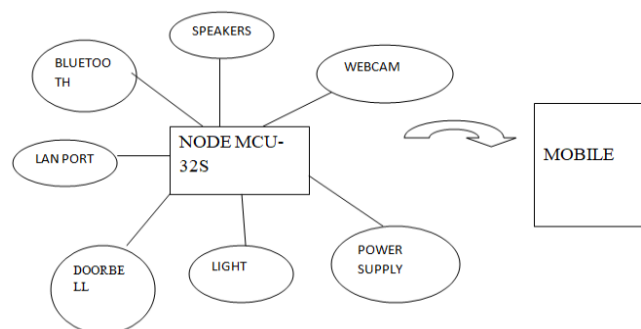 SPEAKERS
BLUETOO
TH
WEBCAM
NODE MCU-
32S
LAN PORT
MOBILE
DOORBE
LL
LIGHT
POWER
SUPPLY